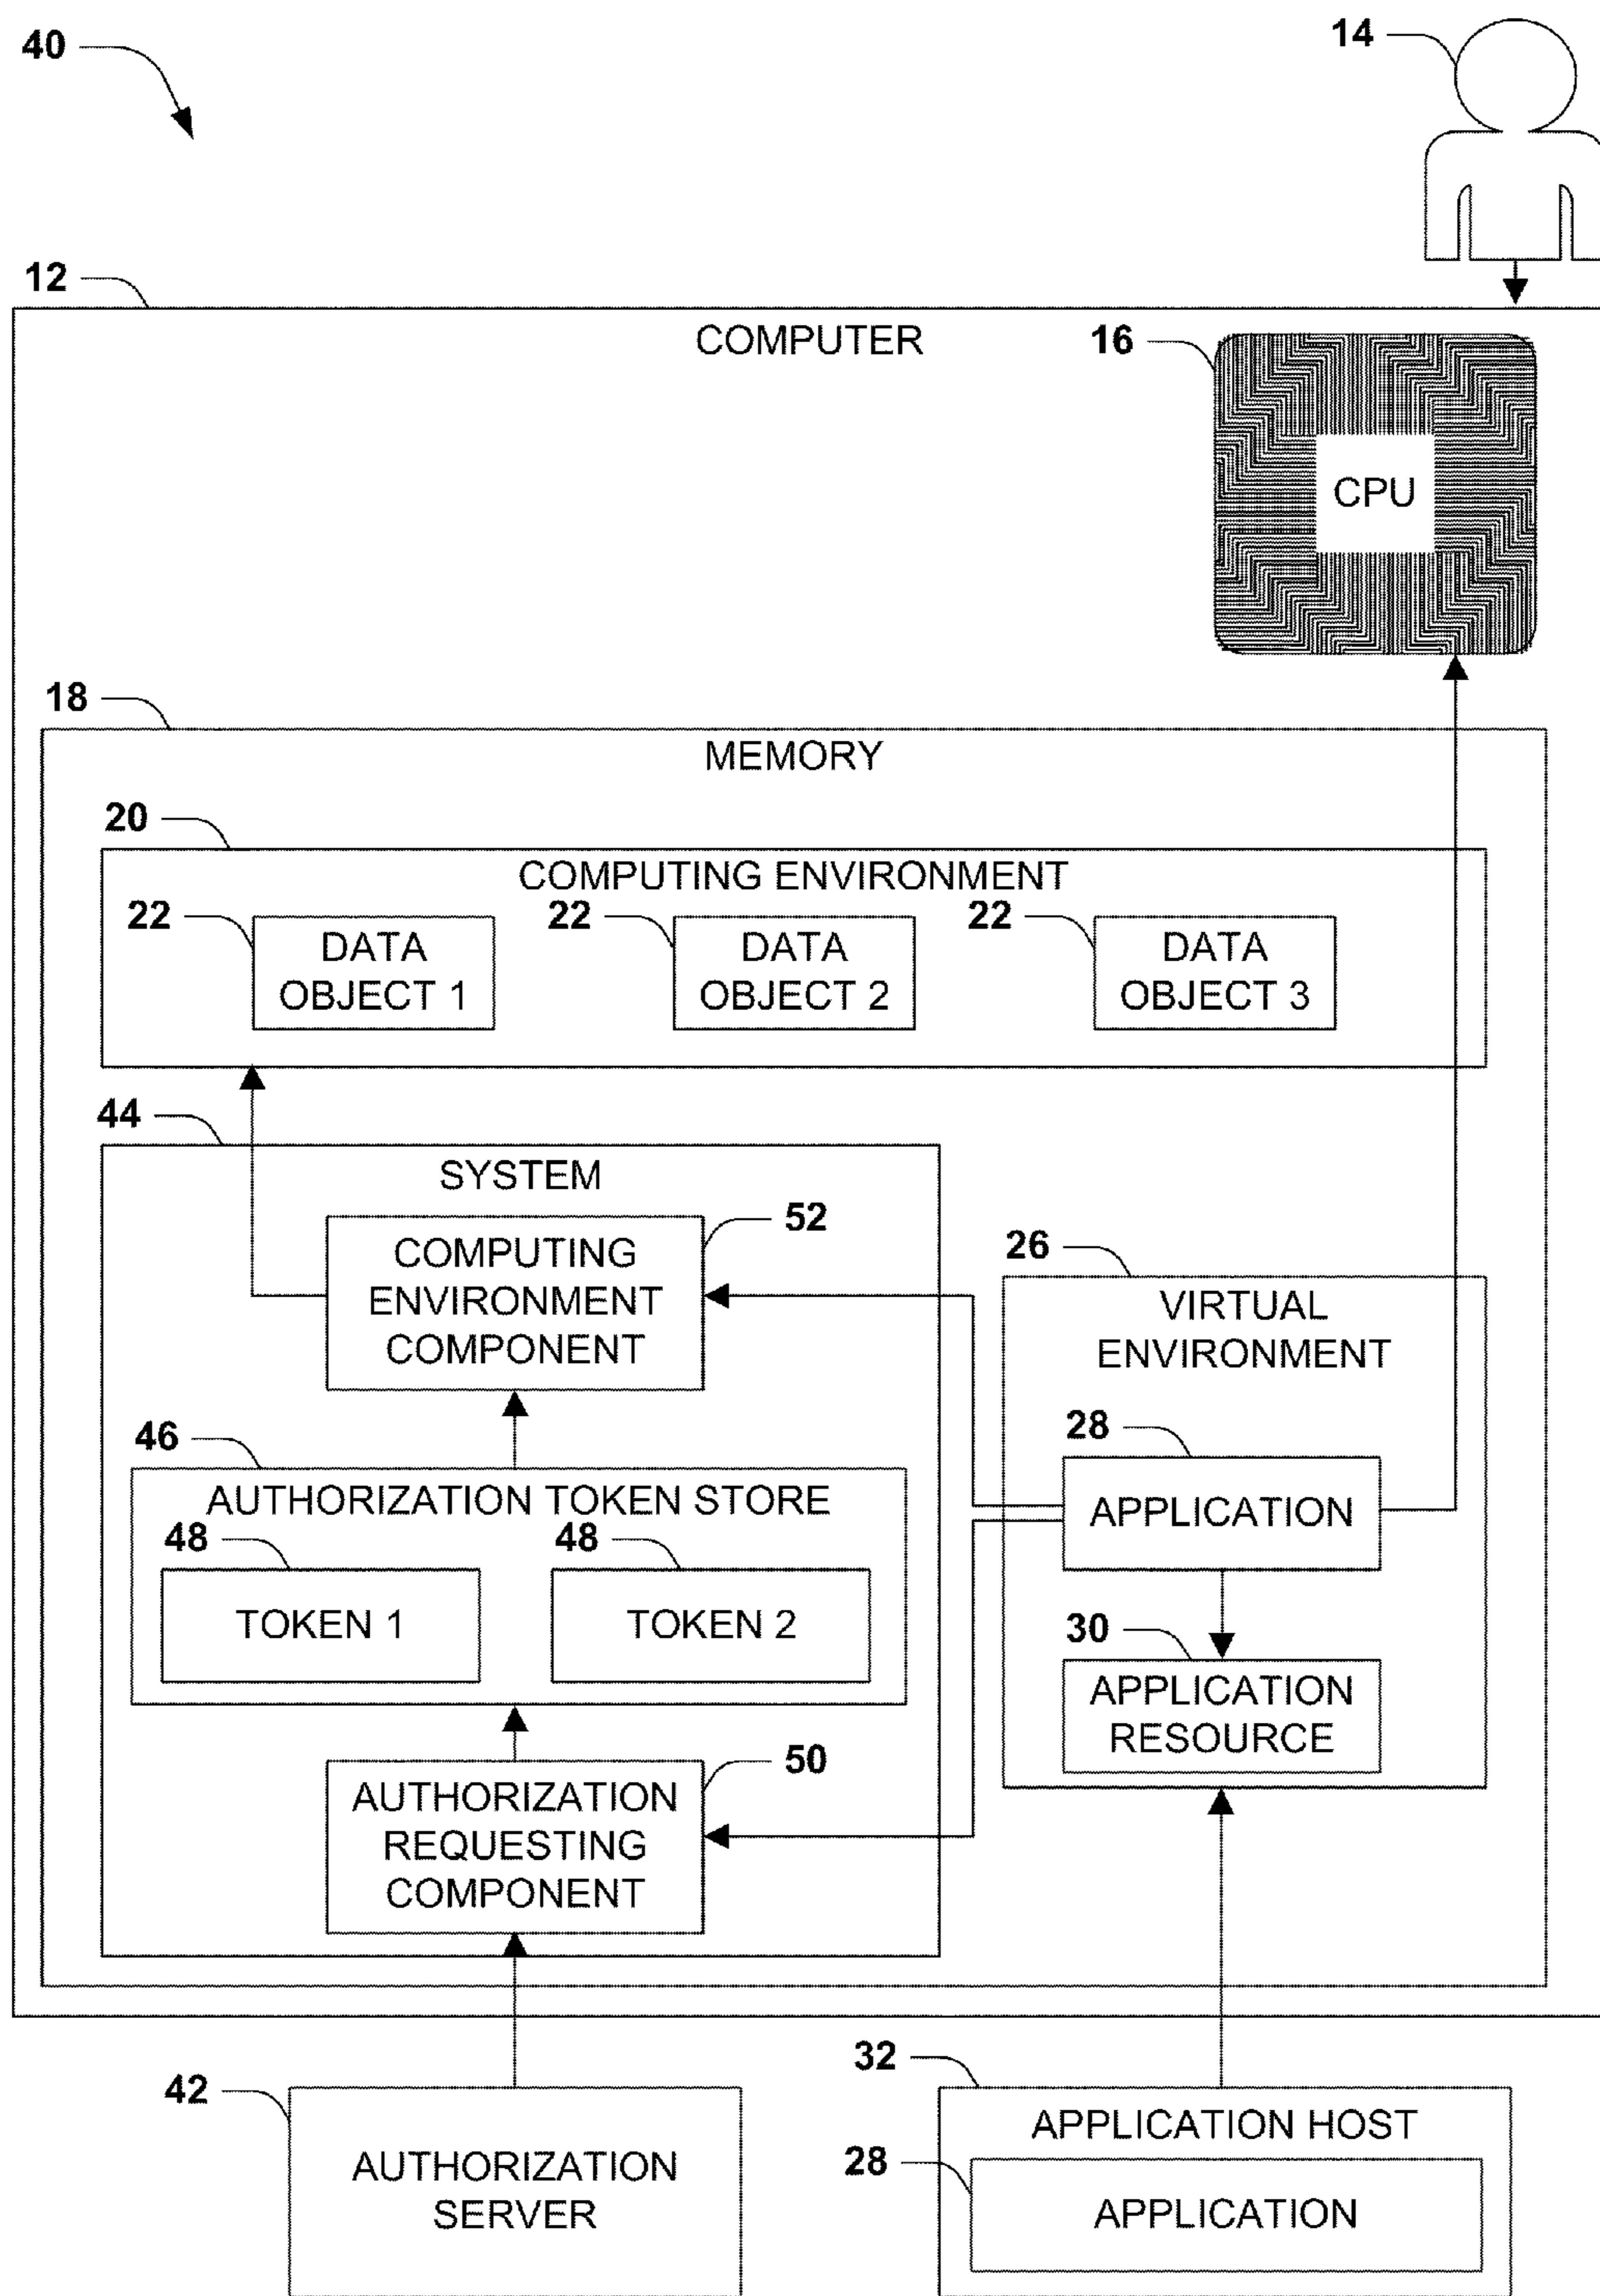 40
14
12
COMPUTER
16
CPU
18
MEMORY
20
COMPUTING ENVIRONMENT
22
DATA
OBJECT 1
22
DATA
OBJECT 2
22
DATA
OBJECT 3
44
SYSTEM
52
COMPUTING
ENVIRONMENT
COMPONENT
26
VIRTUAL
ENVIRONMENT
46
AUTHORIZATION TOKEN STORE
48
TOKEN 1
48
TOKEN 2
28
APPLICATION
30
APPLICATION
RESOURCE
50
AUTHORIZATION
REQUESTING
COMPONENT
42
AUTHORIZATION
SERVER
32
APPLICATION HOST
28
APPLICATION